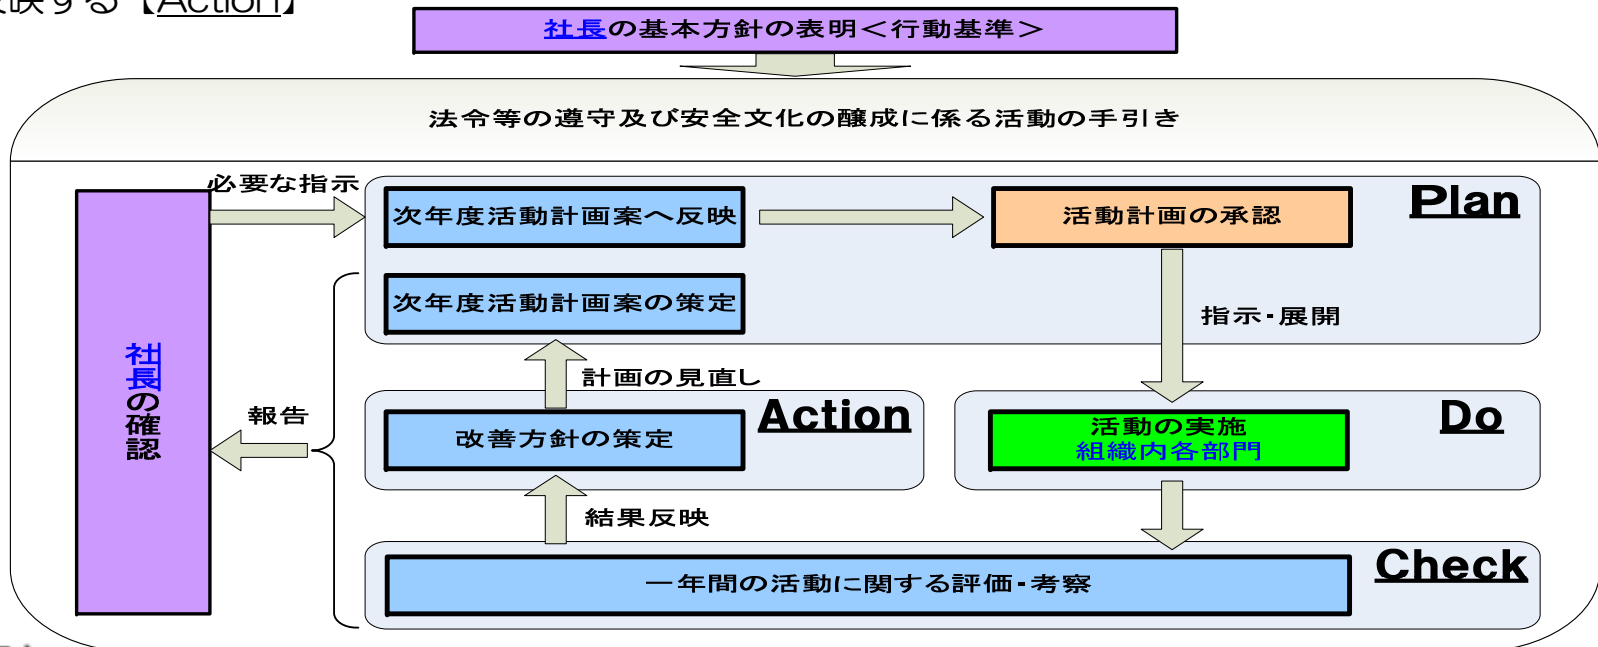 映する【Action】
社長の基本方針の表明＜行動基準＞
法令等の遵守及び安全文化の醸成に係る活動の手引き
必要な指示
次年度活動計画案へ反映
活動計画の承認
Plan
次年度活動計画案の策定
指示・展開
社長の確認
計画の見直し
報告
改善方針の策定
Action
活動の実施
組織内各部門
Do
結果反映
一年間の活動に関する評価・考察
Check